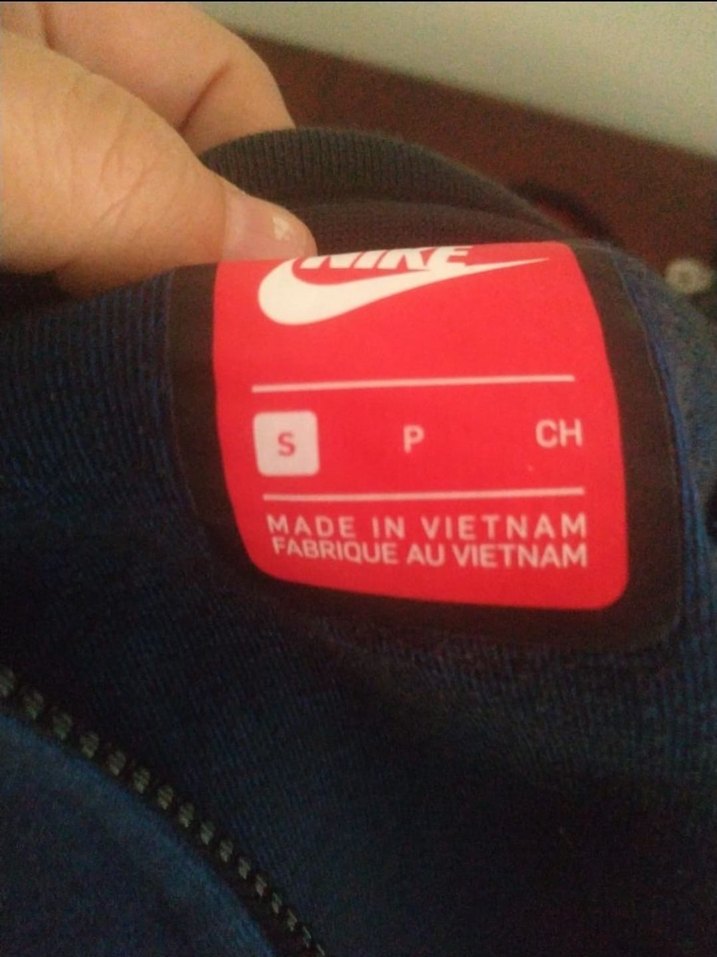 NIKE
S P CH
MADE IN VIETNAM
FABRIQUE AU VIETNAM